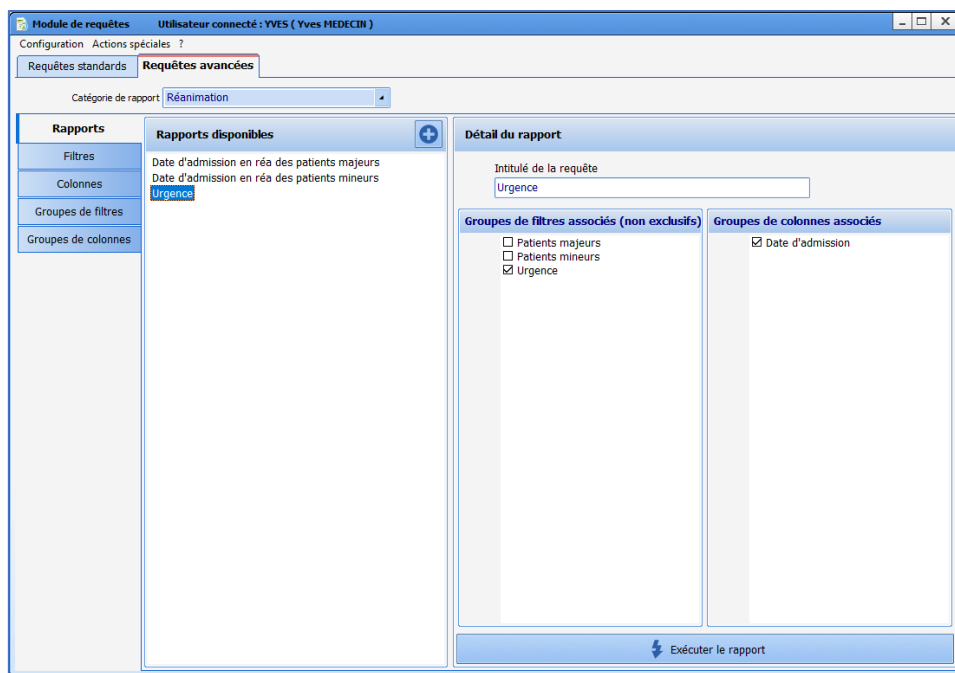 Module de requêtes Utilisateur connecté : YVES ( Yves MEDECIN )
Configuration Actions spéciales ?
Requêtes standards Requêtes avancées
Catégorie de rapport Réanimation
Rapports
Filtres
Colonnes
Groupes de filtres
Groupes de colonnes
Rapports disponibles
Date d'admission en réa des patients majeurs
Date d'admission en réa des patients mineurs
Urgence
Détail du rapport
Intitulé de la requête
Urgence
Groupes de filtres associés (non exclusifs)
Patients majeurs
Patients mineurs
Urgence
Groupes de colonnes associés
Date d'admission
Exécuter le rapport